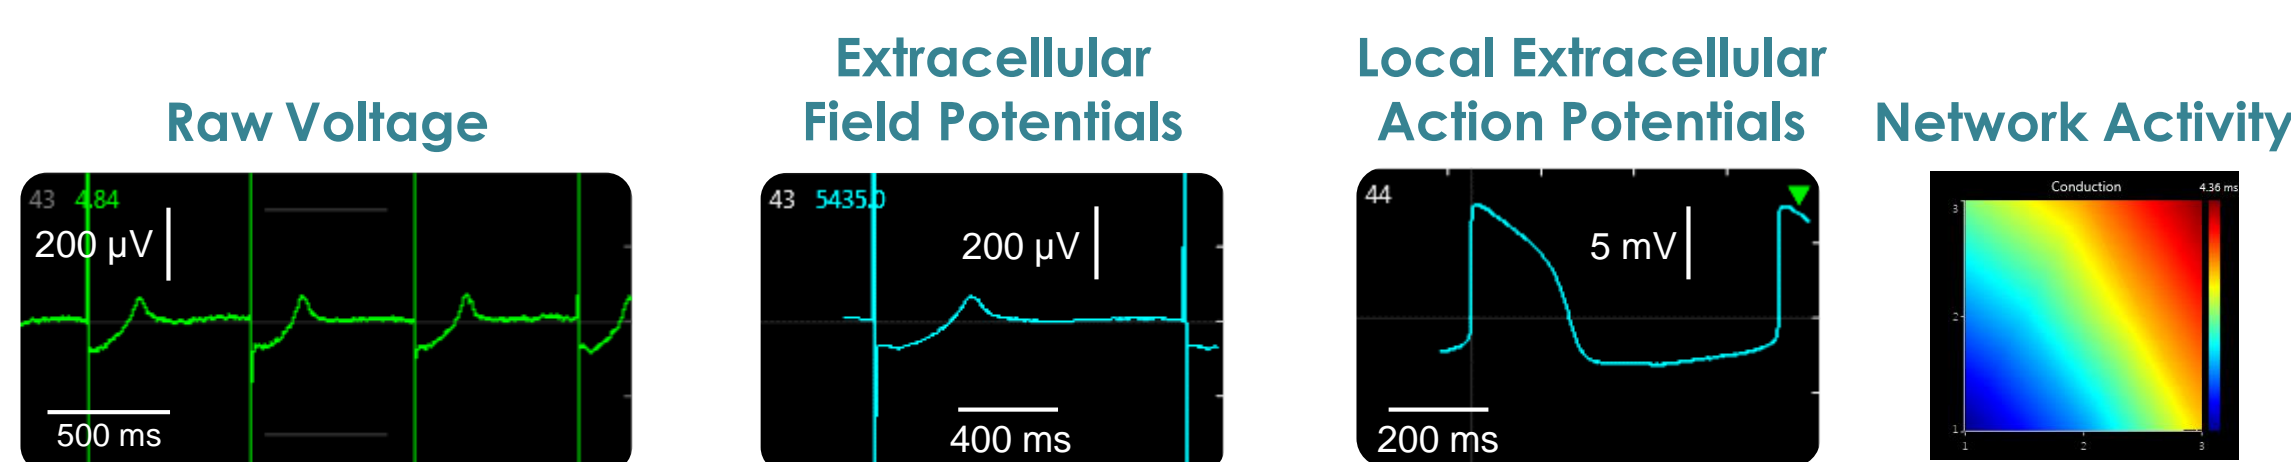 Raw Voltage
43 4.84
200 µV
500 ms
Extracellular
Field Potentials
43 5435.0
200 µV
400 ms
Local Extracellular
Action Potentials
44
5 mV
200 ms
Network Activity
Conduction 4.36 ms
3
2
1
1 2 3